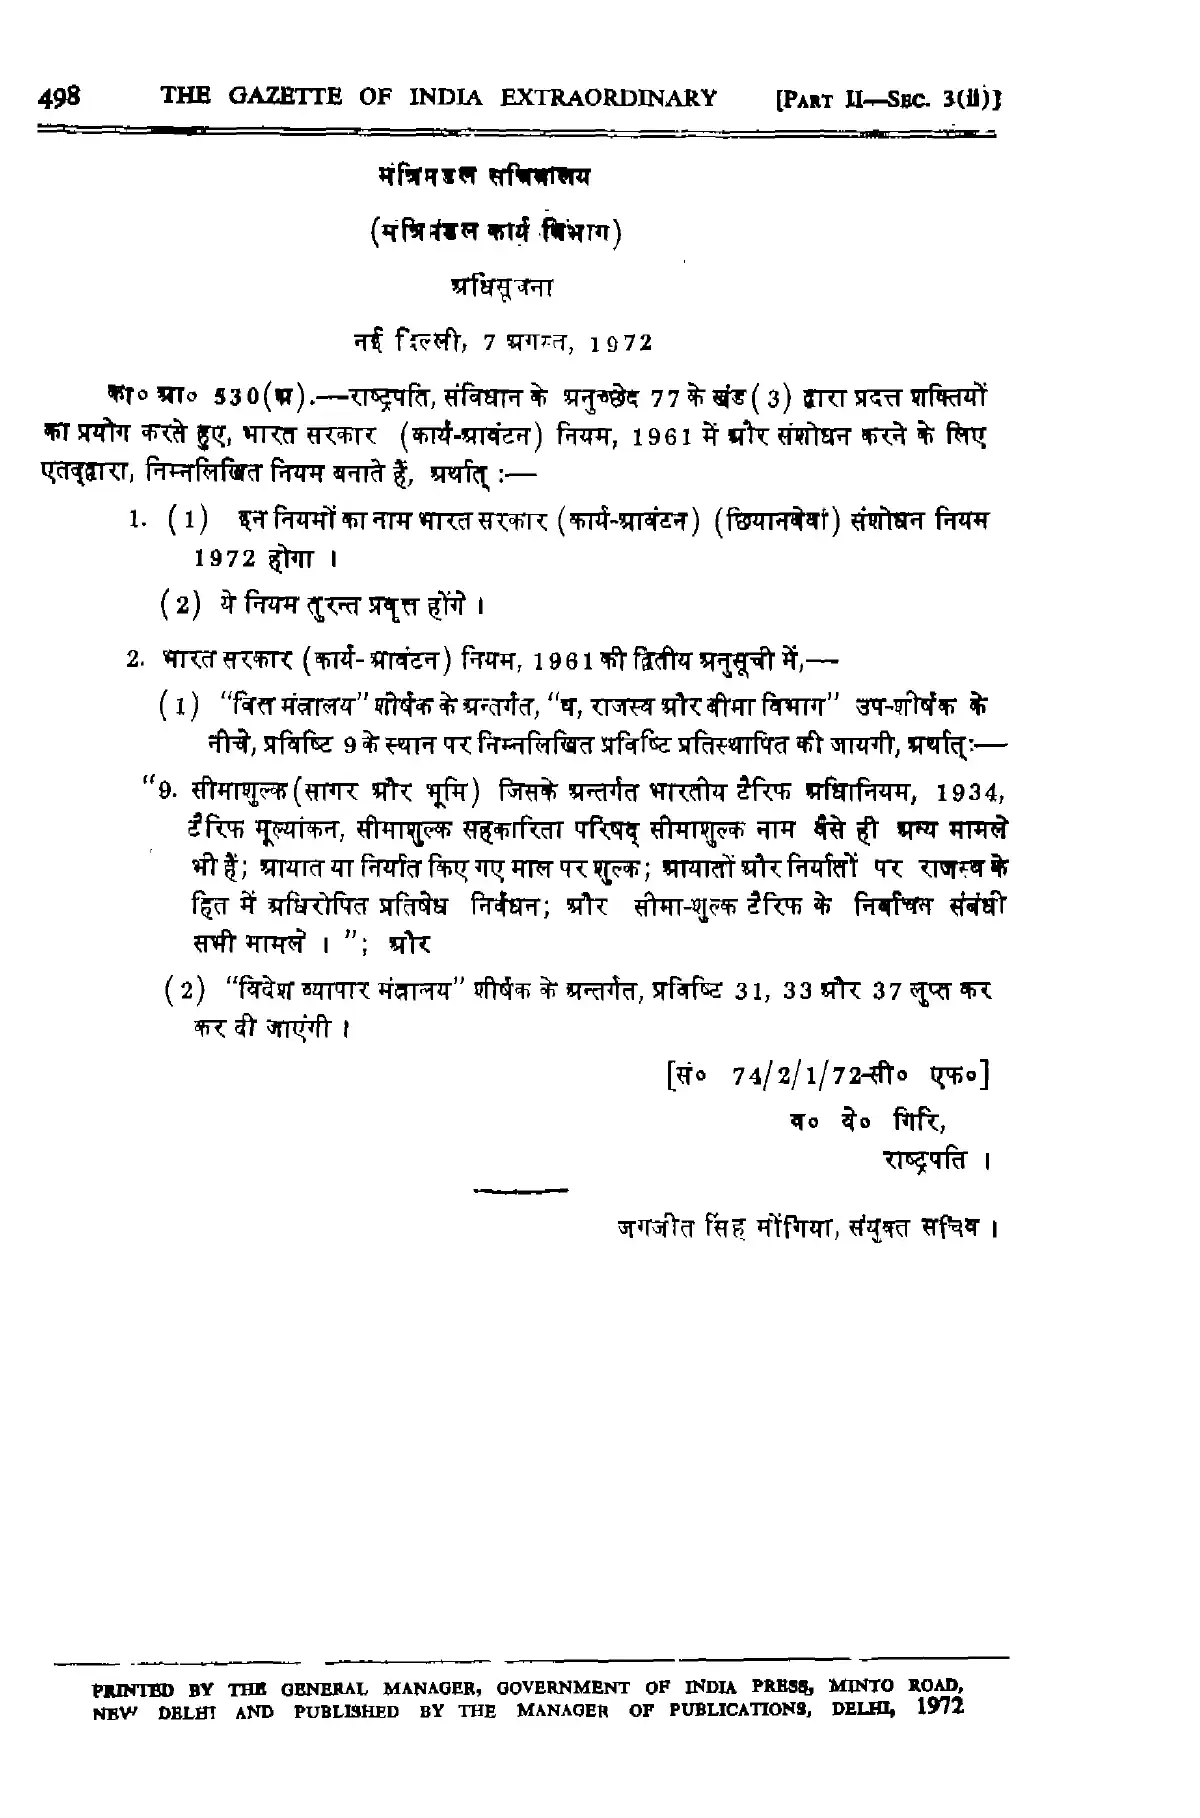 498 THE GAZETTE OF INDIA EXTRAORDINARY [PART II—SEC. 3(ii)]
मंत्रिमंडल सचिवालय
(मंत्रिमंडल कार्य विभाग)
अधिसूचना
नई दिल्ली, 7 अगस्त, 1972
का० आ० 530(अ).—राष्ट्रपति, संविधान के अनुच्छेद 77 के खंड (3) द्वारा प्रदत्त शक्तियों
का प्रयोग करते हुए, भारत सरकार (कार्य-आवंटन) नियम, 1961 में और संशोधन करने के लिए
एतद्द्वारा, निम्नलिखित नियम बनाते हैं, अर्थात् :—
1. (1) इन नियमों का नाम भारत सरकार (कार्य-आवंटन) (छियानवेवां) संशोधन नियम
1972 होगा ।
(2) ये नियम तुरन्त प्रवृत्त होंगे ।
2. भारत सरकार (कार्य- आवंटन) नियम, 1961 की द्वितीय अनुसूची में,—
(1) “वित्त मंत्रालय” शीर्षक के अन्तर्गत, “घ, राजस्व और बीमा विभाग” उप-शीर्षक के
नीचे, प्रविष्टि 9 के स्थान पर निम्नलिखित प्रविष्टि प्रतिस्थापित की जायगी, अर्थात्:—
“9. सीमाशुल्क (सागर और भूमि) जिसके अन्तर्गत भारतीय टैरिफ अधिनियम, 1934,
टैरिफ मूल्यांकन, सीमाशुल्क सहकारिता परिषद् सीमाशुल्क नाम वैसे ही अन्य मामले
भी हैं; आयात या निर्यात किए गए माल पर शुल्क; आयातों और निर्यातों पर राजस्व के
हित में अधिरोपित प्रतिषेध निर्बंधन; और सीमा-शुल्क टैरिफ के निर्वाचन संबंधी
सभी मामले । ”; और
(2) “विदेश व्यापार मंत्रालय” शीर्षक के अन्तर्गत, प्रविष्टि 31, 33 और 37 लुप्त कर
कर दी जाएंगी ।
[सं० 74/2/1/72-सी० एफ०]
व० वे० गिरि,
राष्ट्रपति ।
जगजीत सिंह मोंगिया, संयुक्त सचिव ।
PRINTED BY THE GENERAL MANAGER, GOVERNMENT OF INDIA PRESS, MINTO ROAD,
NEW DELHI AND PUBLISHED BY THE MANAGER OF PUBLICATIONS, DELHI, 1972